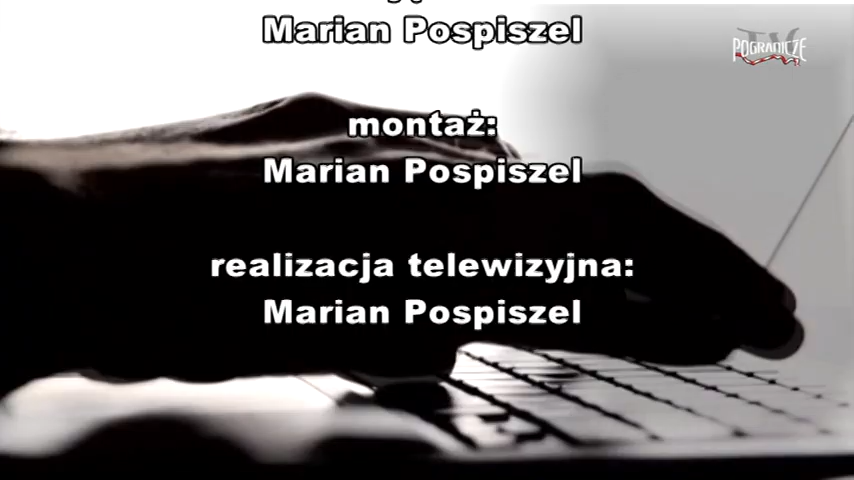 Marian Pospiszel
TV
POGRANICZE
montaż:
Marian Pospiszel
realizacja telewizyjna:
Marian Pospiszel